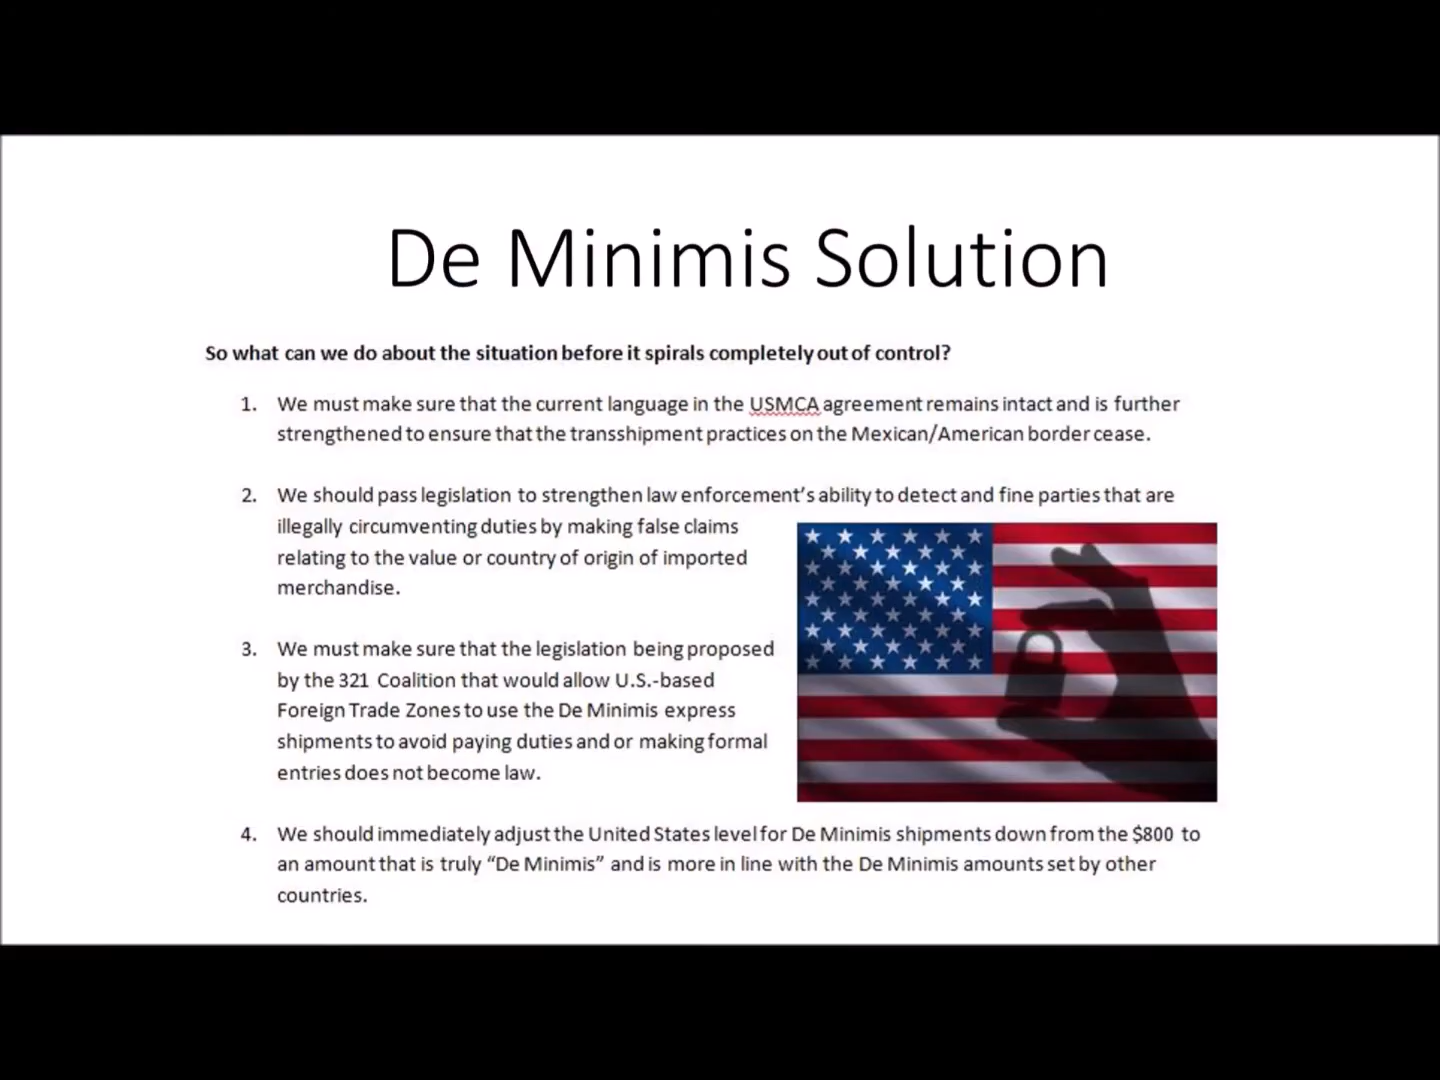 De Minimis Solution
So what can we do about the situation before it spirals completely out of control?
1. We must make sure that the current language in the USMCA agreement remains intact and is further
strengthened to ensure that the transshipment practices on the Mexican/American border cease.
2. We should pass legislation to strengthen law enforcement's ability to detect and fine parties that are
illegally circumventing duties by making false claims
relating to the value or country of origin of imported
merchandise.
3. We must make sure that the legislation being proposed
by the 321 Coalition that would allow U.S.-based
Foreign Trade Zones to use the De Minimis express
shipments to avoid paying duties and or making formal
entries does not become law.
4. We should immediately adjust the United States level for De Minimis shipments down from the $800 to
an amount that is truly “De Minimis” and is more in line with the De Minimis amounts set by other
countries.